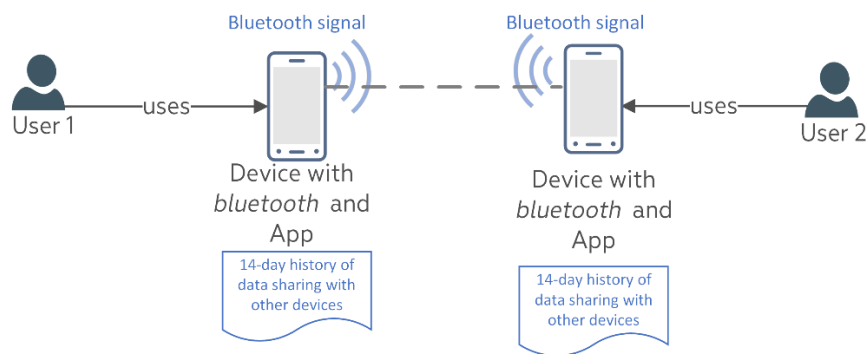 Bluetooth signal
Bluetooth signal
User 1
uses
uses
User 2
Device with
bluetooth and
App
Device with
bluetooth and
App
14-day history of
data sharing with
other devices
14-day history of
data sharing with
other devices